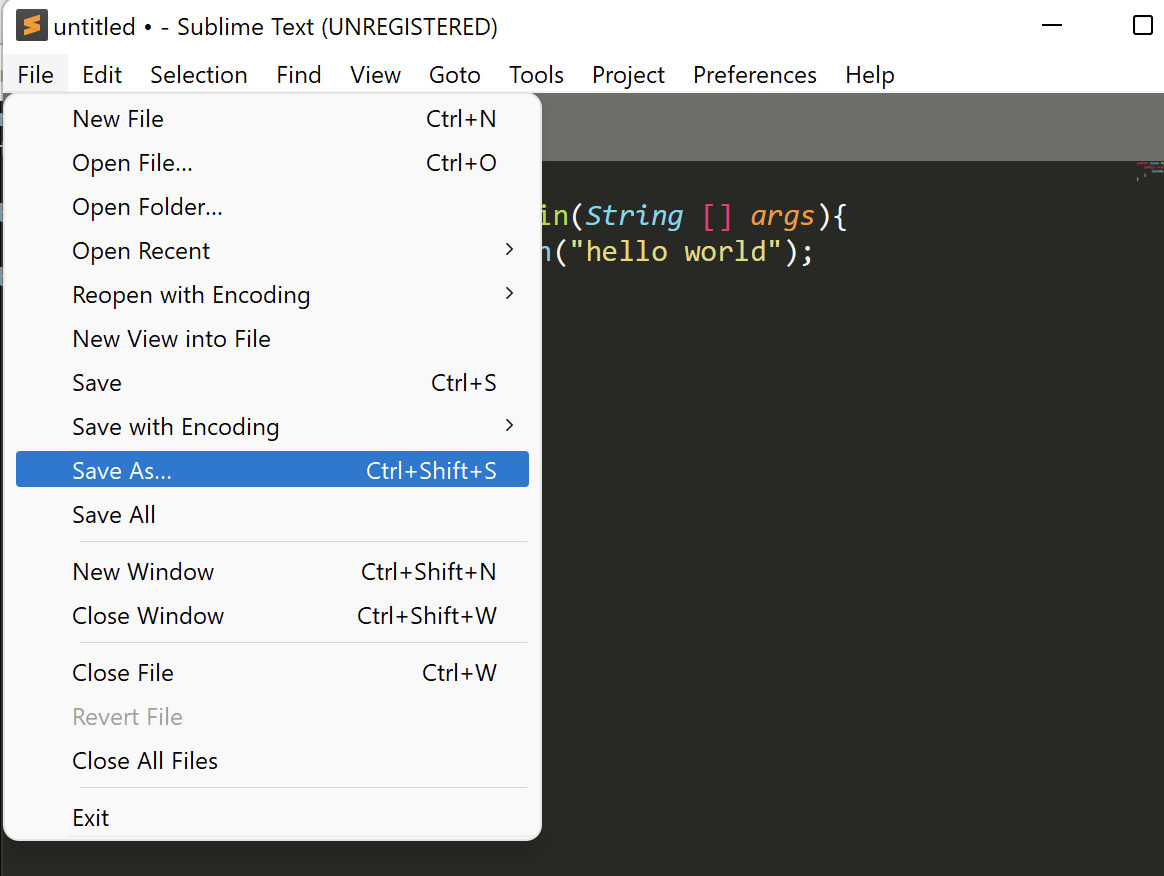 untitled • - Sublime Text (UNREGISTERED)
File Edit Selection Find View Goto Tools Project Preferences Help
New File Ctrl+N
Open File... Ctrl+O
Open Folder...
in(String [] args){
Open Recent
n("hello world");
Reopen with Encoding
New View into File
Save Ctrl+S
Save with Encoding
Save As... Ctrl+Shift+S
Save All
New Window Ctrl+Shift+N
Close Window Ctrl+Shift+W
Close File Ctrl+W
Revert File
Close All Files
Exit